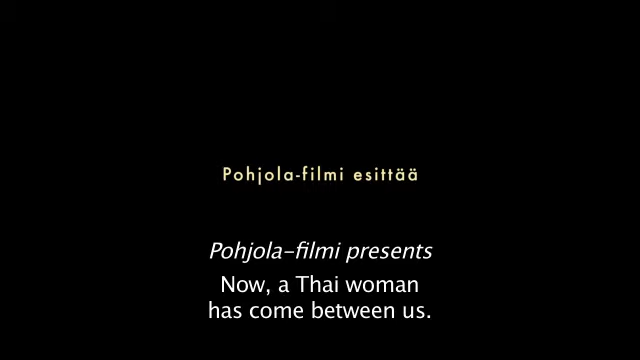 Pohjola-filmi esittää
Pohjola-filmi presents
Now, a Thai woman
has come between us.